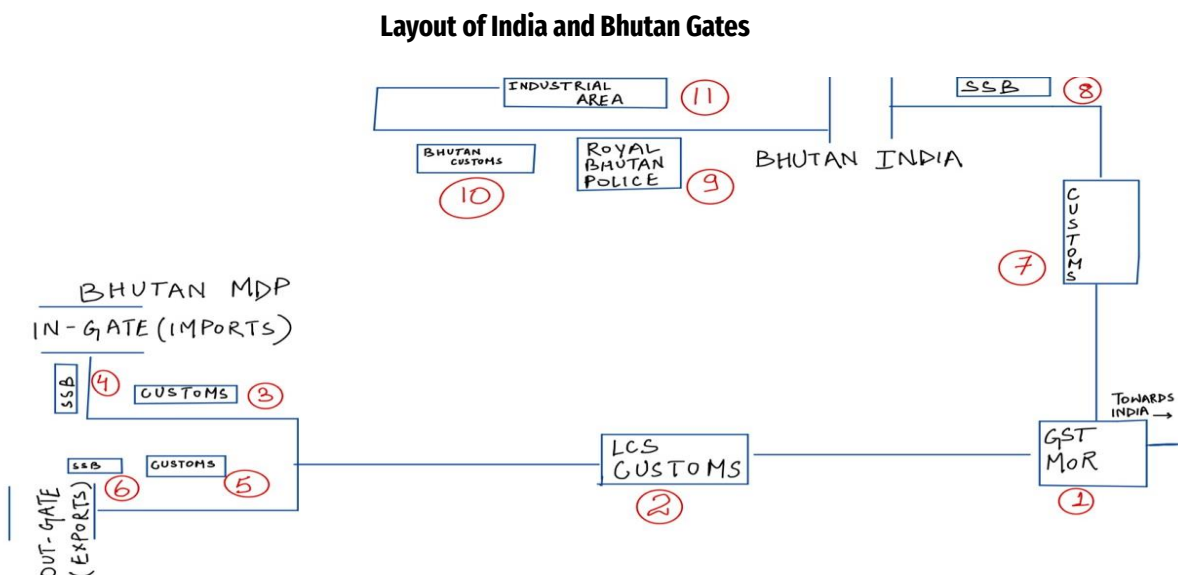 Layout of India and Bhutan Gates
INDUSTRIAL
AREA
11
SSB
8
BHUTAN
CUSTOMS
10
ROYAL
BHUTAN
POLICE
9
BHUTAN
INDIA
CUSTOMS
7
BHUTAN MDP
IN-GATE (IMPORTS)
SSB
4
CUSTOMS
3
TOWARDS
INDIA →
LCS
CUSTOMS
2
GST
MOR
1
SSB
6
CUSTOMS
5
OUT-GATE
(EXPORTS)